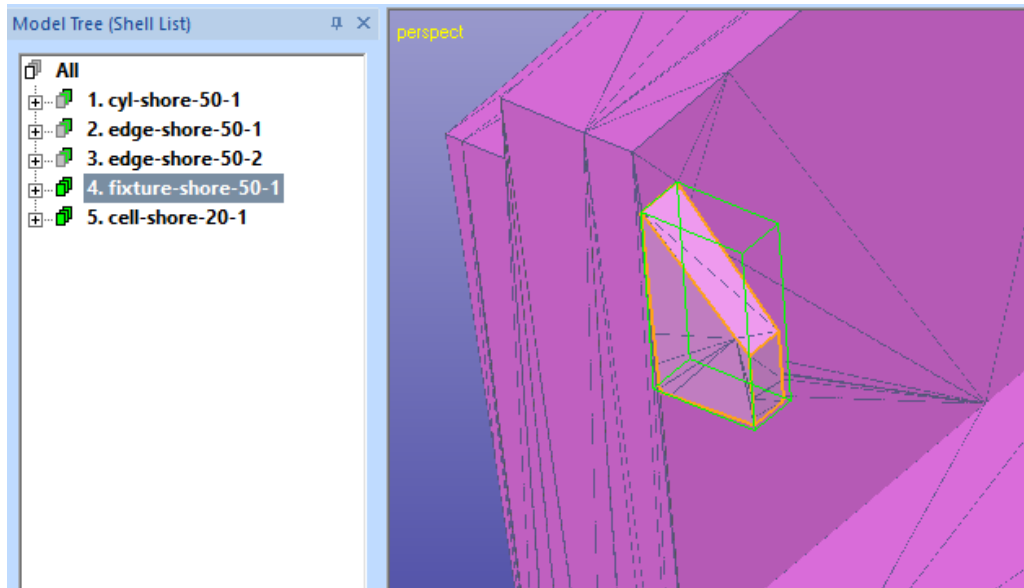 Model Tree (Shell List)
All
1. cyl-shore-50-1
2. edge-shore-50-1
3. edge-shore-50-2
4. fixture-shore-50-1
5. cell-shore-20-1
perspect